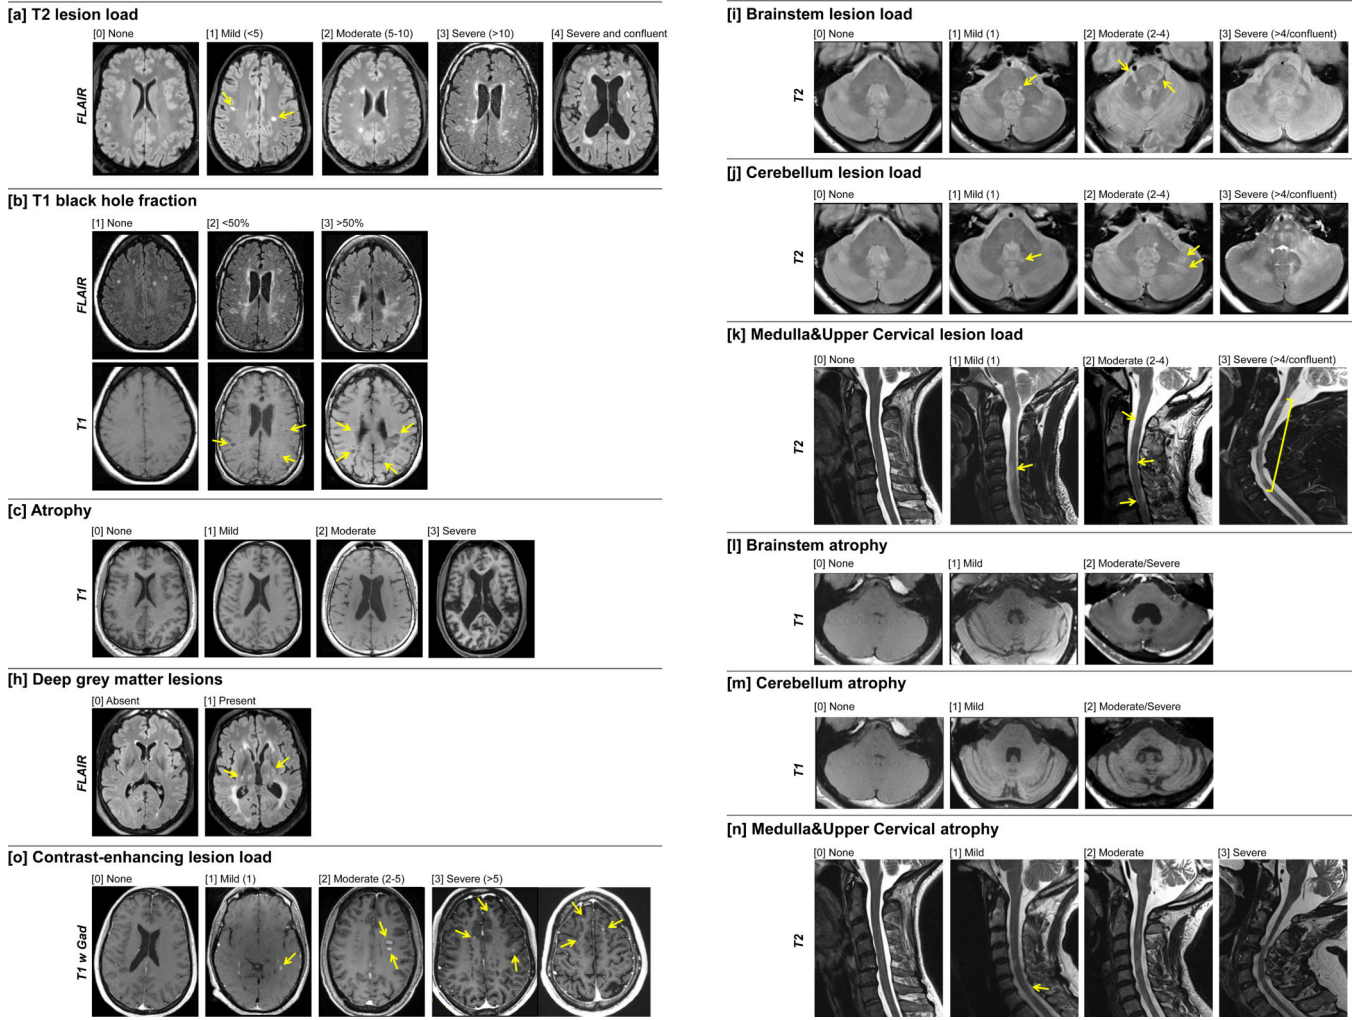 [a] T2 lesion load
[0] None [1] Mild (<5) [2] Moderate (5-10) [3] Severe (>10) [4] Severe and confluent
FLAIR
[b] T1 black hole fraction
[1] None [2] <50% [3] >50%
FLAIR
T1
[c] Atrophy
[0] None [1] Mild [2] Moderate [3] Severe
T1
[h] Deep grey matter lesions
[0] Absent [1] Present
FLAIR
[o] Contrast-enhancing lesion load
[0] None [1] Mild (1) [2] Moderate (2-5) [3] Severe (>5)
T1 w Gad
[i] Brainstem lesion load
[0] None [1] Mild (1) [2] Moderate (2-4) [3] Severe (>4/confluent)
T2
[j] Cerebellum lesion load
[0] None [1] Mild (1) [2] Moderate (2-4) [3] Severe (>4/confluent)
T2
[k] Medulla&Upper Cervical lesion load
[0] None [1] Mild (1) [2] Moderate (2-4) [3] Severe (>4/confluent)
T2
[l] Brainstem atrophy
[0] None [1] Mild [2] Moderate/Severe
T1
[m] Cerebellum atrophy
[0] None [1] Mild [2] Moderate/Severe
T1
[n] Medulla&Upper Cervical atrophy
[0] None [1] Mild [2] Moderate [3] Severe
T2